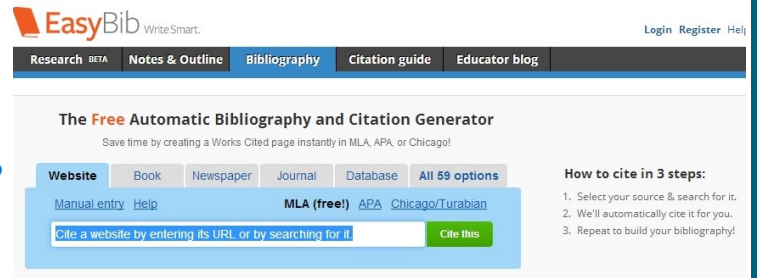 EasyBib Write Smart.
Login Register Help
Research BETA Notes & Outline Bibliography Citation guide Educator blog
The Free Automatic Bibliography and Citation Generator
Save time by creating a Works Cited page instantly in MLA, APA, or Chicago!
Website Book Newspaper Journal Database All 59 options
Manual entry Help MLA (free!) APA Chicago/Turabian
Cite a website by entering its URL or by searching for it. Cite this
How to cite in 3 steps:
1. Select your source & search for it.
2. We'll automatically cite it for you.
3. Repeat to build your bibliography!